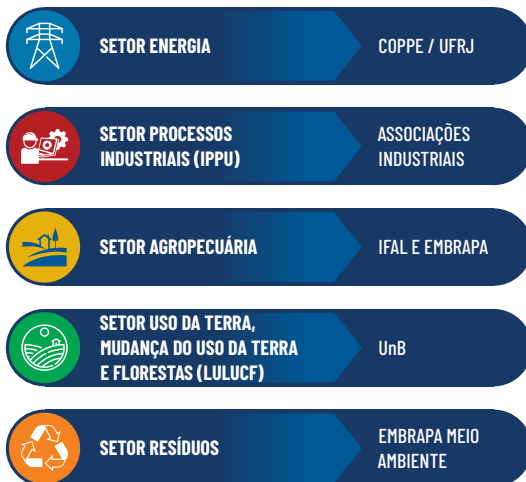 SETOR ENERGIA
COPPE / UFRJ
SETOR PROCESSOS
INDUSTRIAIS (IPPU)
ASSOCIAÇÕES
INDUSTRIAIS
SETOR AGROPECUÁRIA
IFAL E EMBRAPA
SETOR USO DA TERRA,
MUDANÇA DO USO DA TERRA
E FLORESTAS (LULUCF)
UnB
SETOR RESÍDUOS
EMBRAPA MEIO
AMBIENTE